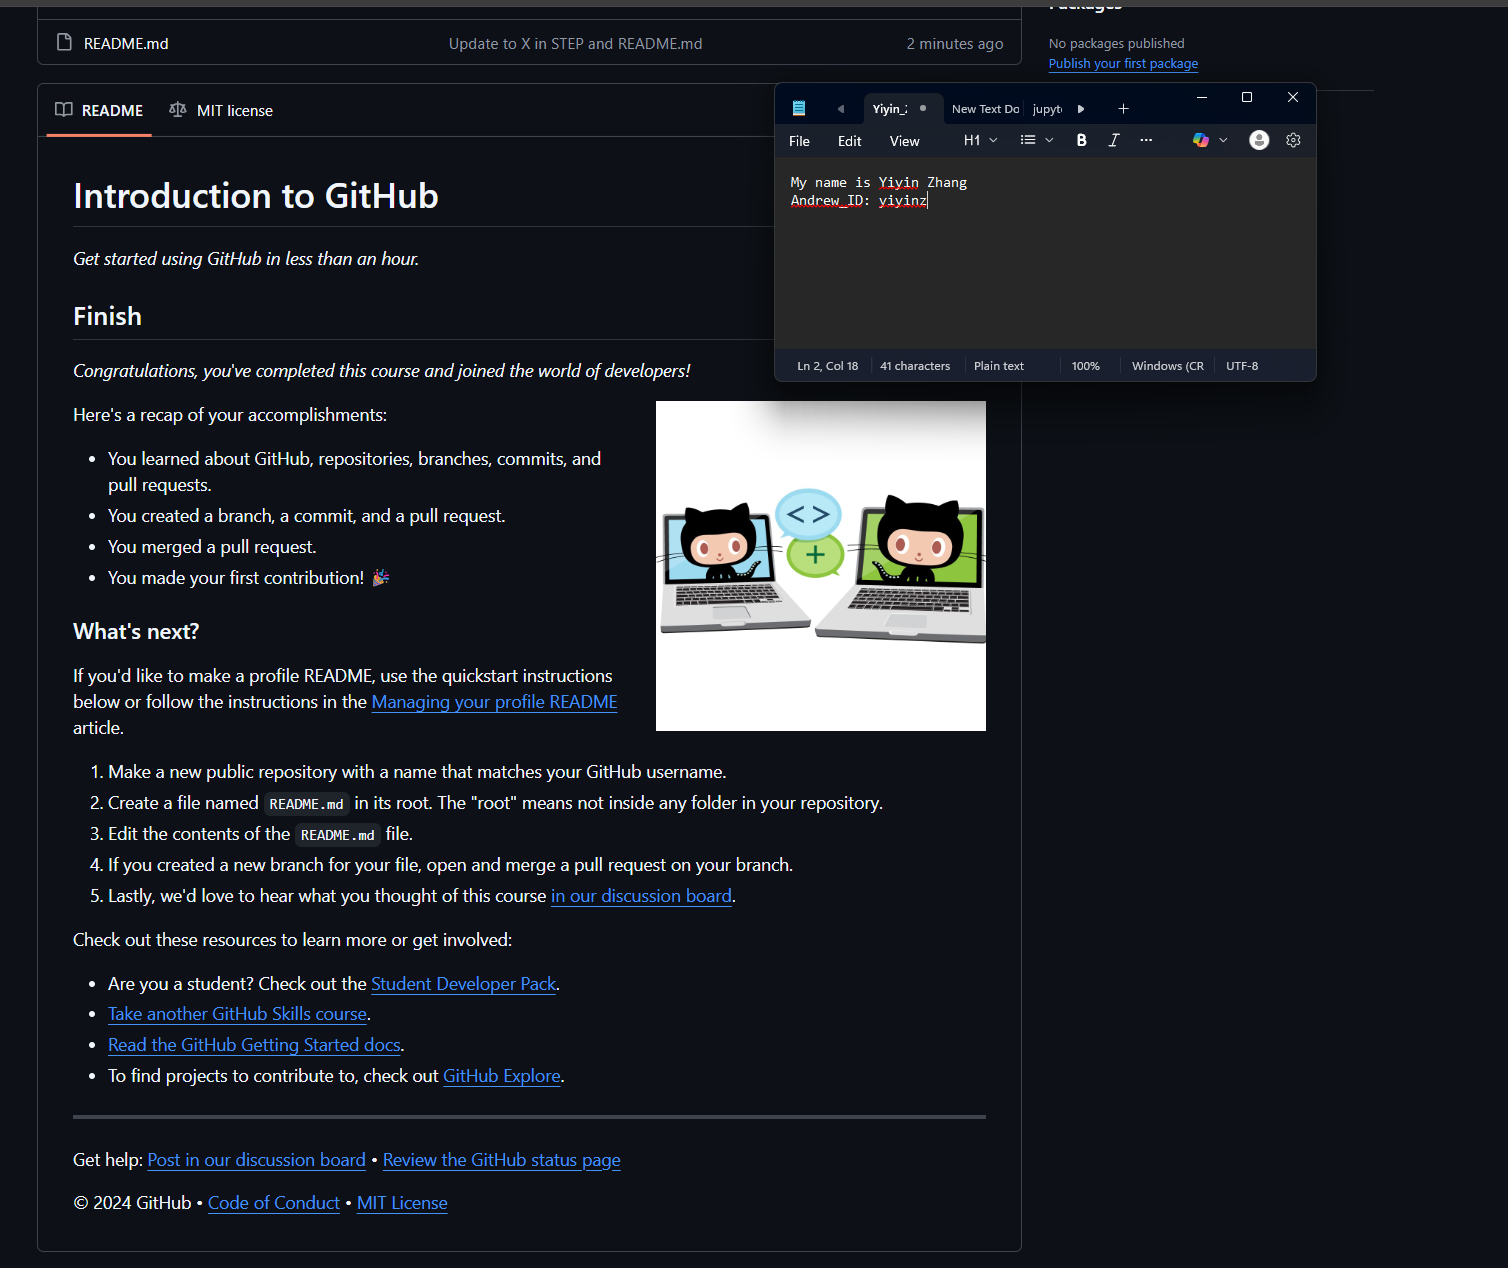 Packages
README.md Update to X in STEP and README.md 2 minutes ago
No packages published
Publish your first package
README MIT license
Yiyin_ New Text Do jupyt
File Edit View H1 B I ...
My name is Yiyin Zhang
Andrew_ID: yiyinz
Ln 2, Col 18 41 characters Plain text 100% Windows (CR UTF-8
Introduction to GitHub
Get started using GitHub in less than an hour.
Finish
Congratulations, you've completed this course and joined the world of developers!
Here's a recap of your accomplishments:
• You learned about GitHub, repositories, branches, commits, and
pull requests.
• You created a branch, a commit, and a pull request.
• You merged a pull request.
• You made your first contribution! 🎉
<> 
+
What's next?
If you'd like to make a profile README, use the quickstart instructions
below or follow the instructions in the Managing your profile README
article.
1. Make a new public repository with a name that matches your GitHub username.
2. Create a file named README.md in its root. The "root" means not inside any folder in your repository.
3. Edit the contents of the README.md file.
4. If you created a new branch for your file, open and merge a pull request on your branch.
5. Lastly, we'd love to hear what you thought of this course in our discussion board.
Check out these resources to learn more or get involved:
• Are you a student? Check out the Student Developer Pack.
• Take another GitHub Skills course.
• Read the GitHub Getting Started docs.
• To find projects to contribute to, check out GitHub Explore.
Get help: Post in our discussion board • Review the GitHub status page
© 2024 GitHub • Code of Conduct • MIT License